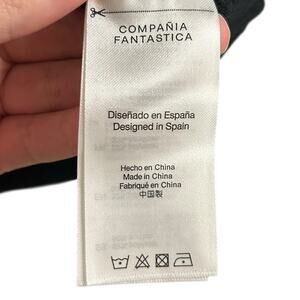 COMPAÑIA
FANTASTICA
Diseñado en España
Designed in Spain
Hecho en China
Made in China
Fabriqué en China
中国製